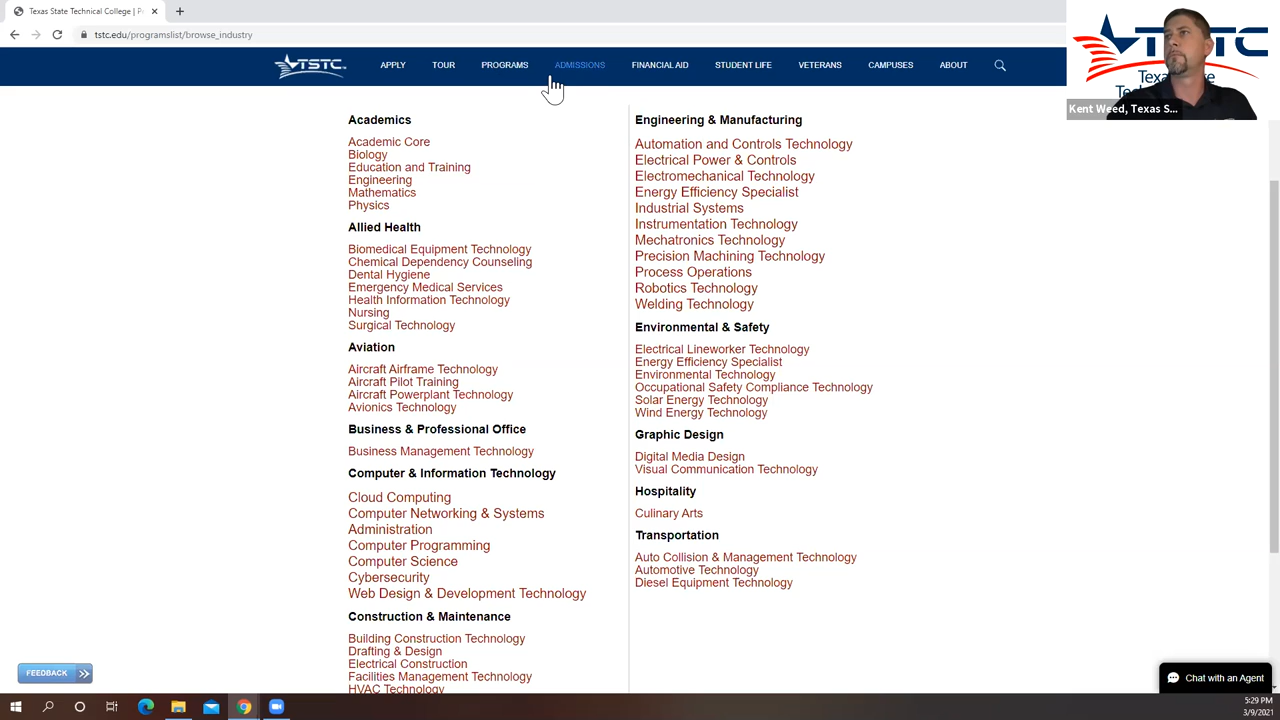 Texas State Technical College | P
tstc.edu/programslist/browse_industry
TSTC
APPLY
TOUR
PROGRAMS
ADMISSIONS
FINANCIAL AID
STUDENT LIFE
VETERANS
CAMPUSES
ABOUT
Kent Weed, Texas S...
Academics
Academic Core
Biology
Education and Training
Engineering
Mathematics
Physics
Allied Health
Biomedical Equipment Technology
Chemical Dependency Counseling
Dental Hygiene
Emergency Medical Services
Health Information Technology
Nursing
Surgical Technology
Aviation
Aircraft Airframe Technology
Aircraft Pilot Training
Aircraft Powerplant Technology
Avionics Technology
Business & Professional Office
Business Management Technology
Computer & Information Technology
Cloud Computing
Computer Networking & Systems
Administration
Computer Programming
Computer Science
Cybersecurity
Web Design & Development Technology
Construction & Maintenance
Building Construction Technology
Drafting & Design
Electrical Construction
Facilities Management Technology
HVAC Technology
Engineering & Manufacturing
Automation and Controls Technology
Electrical Power & Controls
Electromechanical Technology
Energy Efficiency Specialist
Industrial Systems
Instrumentation Technology
Mechatronics Technology
Precision Machining Technology
Process Operations
Robotics Technology
Welding Technology
Environmental & Safety
Electrical Lineworker Technology
Energy Efficiency Specialist
Environmental Technology
Occupational Safety Compliance Technology
Solar Energy Technology
Wind Energy Technology
Graphic Design
Digital Media Design
Visual Communication Technology
Hospitality
Culinary Arts
Transportation
Auto Collision & Management Technology
Automotive Technology
Diesel Equipment Technology
FEEDBACK
Chat with an Agent
5:29 PM
3/9/2021